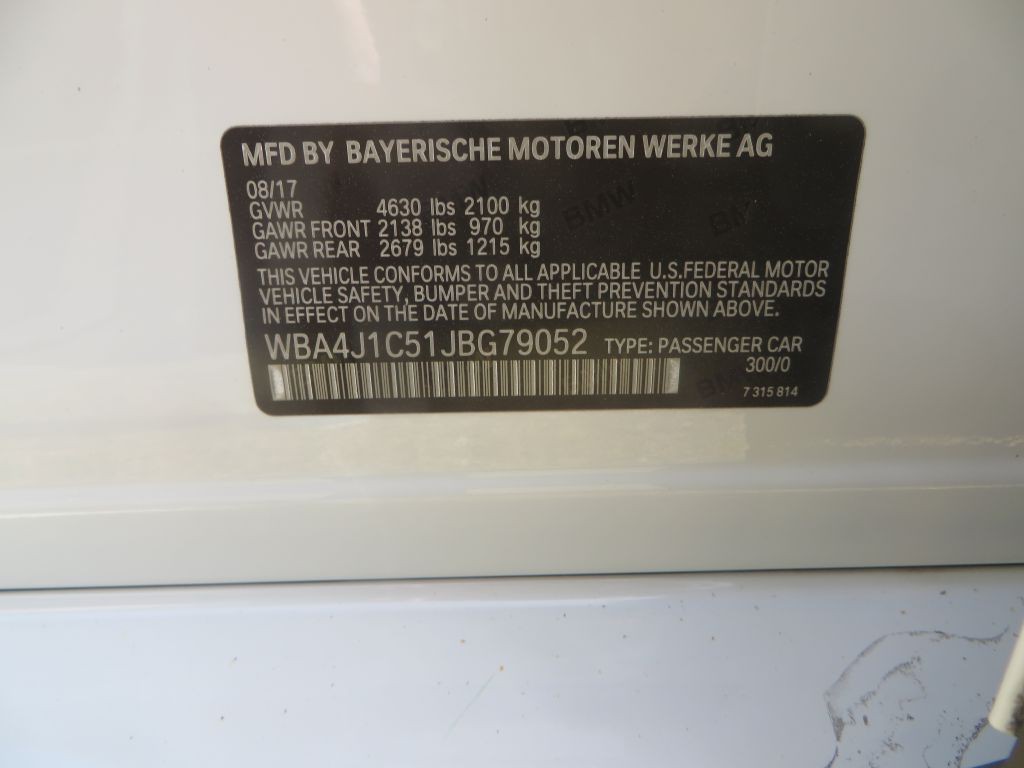 MFD BY BAYERISCHE MOTOREN WERKE AG
08/17
GVWR 4630 lbs 2100 kg
GAWR FRONT 2138 lbs 970 kg
GAWR REAR 2679 lbs 1215 kg
THIS VEHICLE CONFORMS TO ALL APPLICABLE U.S.FEDERAL MOTOR
VEHICLE SAFETY, BUMPER AND THEFT PREVENTION STANDARDS
IN EFFECT ON THE DATE OF MANUFACTURE SHOWN ABOVE.
WBA4J1C51JBG79052 TYPE: PASSENGER CAR
300/0
7 315 814
BMW
BMW
BMW